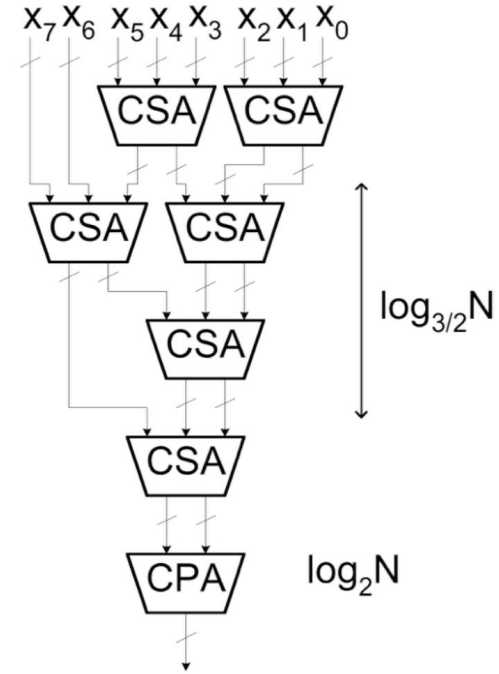 x₇ x₆ x₅ x₄ x₃ x₂ x₁ x₀
CSA CSA
CSA CSA
log₃/₂N
CSA
CSA
CPA log₂N